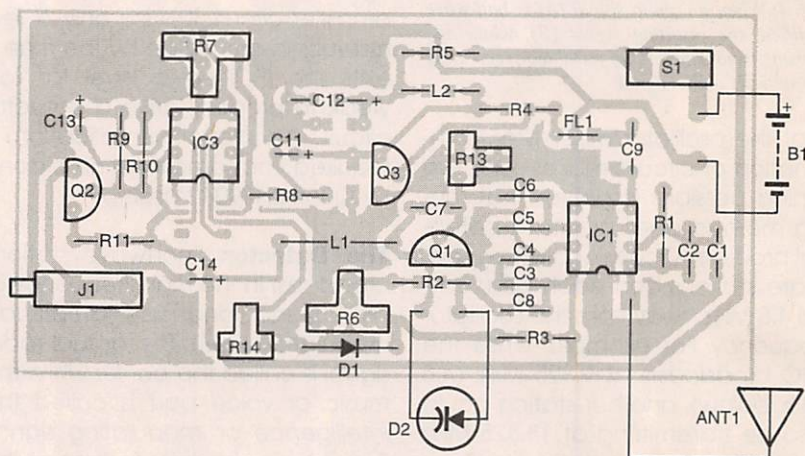 R7
R5
S1
L2
C12
+
R4
+
C13
R9
R10
IC3
C11
+
FL1
C9
+
B1
R13
Q2
Q3
R8
C6
C7
C5
IC1
R1
R11
L1
Q1
C4
C2
C1
C14
+
R2
C3
J1
C8
R6
R14
R3
D1
D2
ANT1